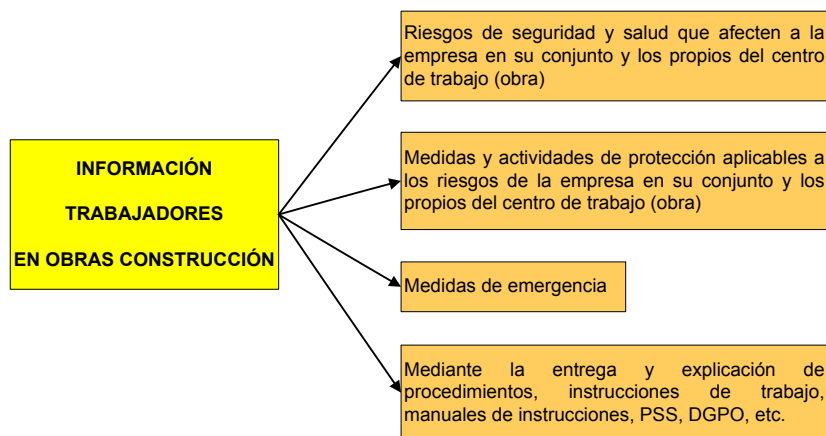 Riesgos de seguridad y salud que afecten a la
empresa en su conjunto y los propios del centro
de trabajo (obra)
INFORMACIÓN
TRABAJADORES
EN OBRAS CONSTRUCCIÓN
Medidas y actividades de protección aplicables a
los riesgos de la empresa en su conjunto y los
propios del centro de trabajo (obra)
Medidas de emergencia
Mediante la entrega y explicación de
procedimientos, instrucciones de trabajo,
manuales de instrucciones, PSS, DGPO, etc.